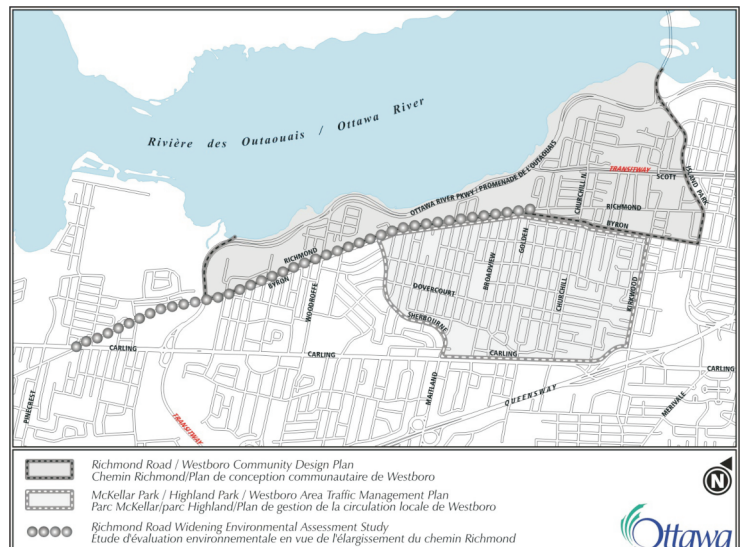 Rivière des Outaouais / Ottawa River
OTTAWA RIVER PKWY / PROMENADE DE L'OUTAOUAIS
CHURCHILL N.
TRANSITWAY
SCOTT
ISLAND PARK
RICHMOND
BYRON
RICHMOND
BYRON
WOODROFFE
DOVERCOURT
SHERBOURNE
BROADVIEW
GOLDEN
CHURCHILL
KIRKWOOD
CARLING
CARLING
CARLING
CARLING
PINECREST
TRANSITWAY
MAITLAND
QUEENSWAY
MERIVALE
Richmond Road / Westboro Community Design Plan
Chemin Richmond/Plan de conception communautaire de Westboro
McKellar Park / Highland Park / Westboro Area Traffic Management Plan
Parc McKellar/parc Highland/Plan de gestion de la circulation locale de Westboro
Richmond Road Widening Environmental Assessment Study
Étude d'évaluation environnementale en vue de l'élargissement du chemin Richmond
N
Ottawa